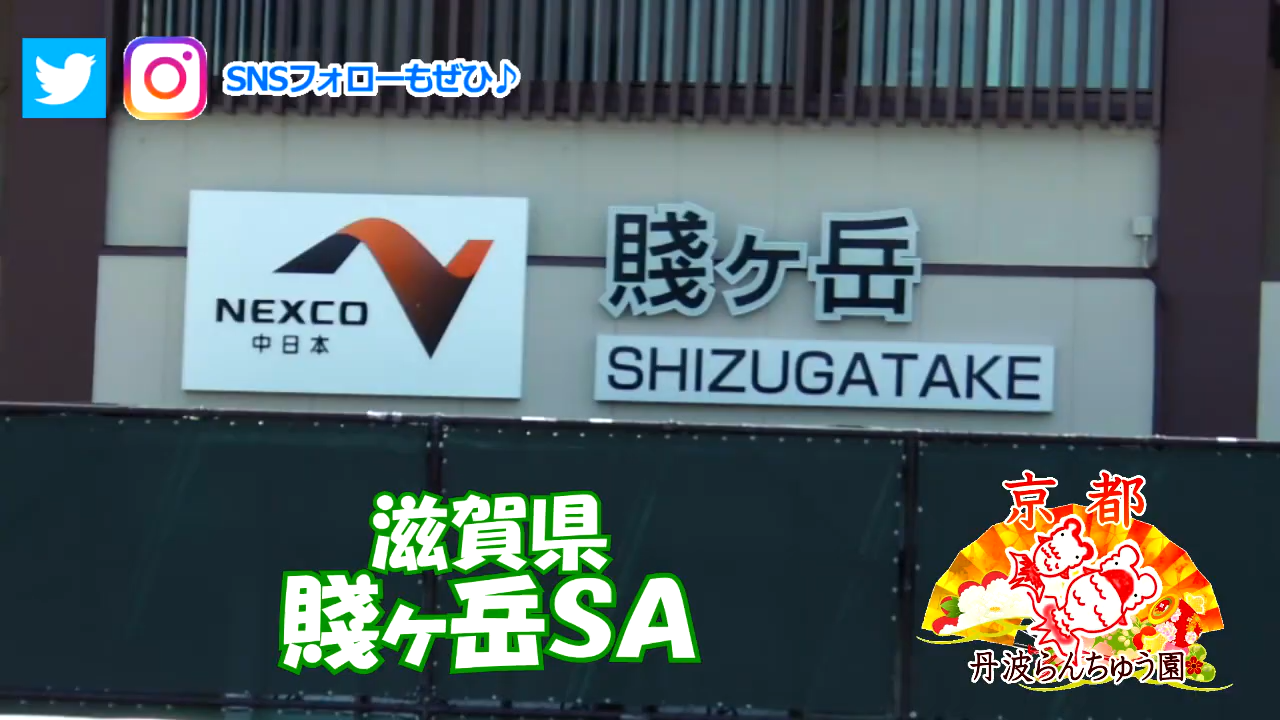 SNSフォローもぜひ♪
NEXCO
中日本
賤ヶ岳
SHIZUGATAKE
滋賀県
賤ヶ岳SA
京都
丹波らんちゅう園